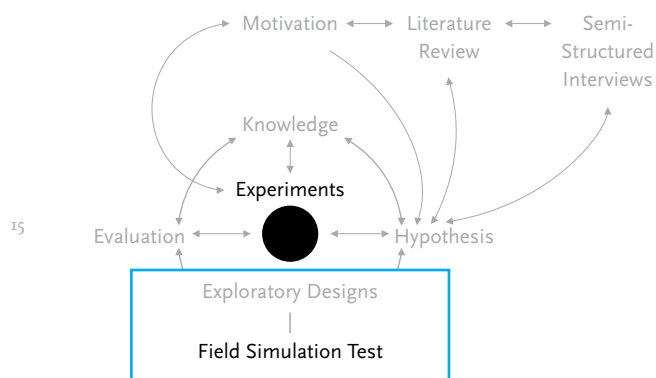 Motivation
Literature
Review
Semi-
Structured
Interviews
Knowledge
Experiments
15
Evaluation
Hypothesis
Exploratory Designs
Field Simulation Test